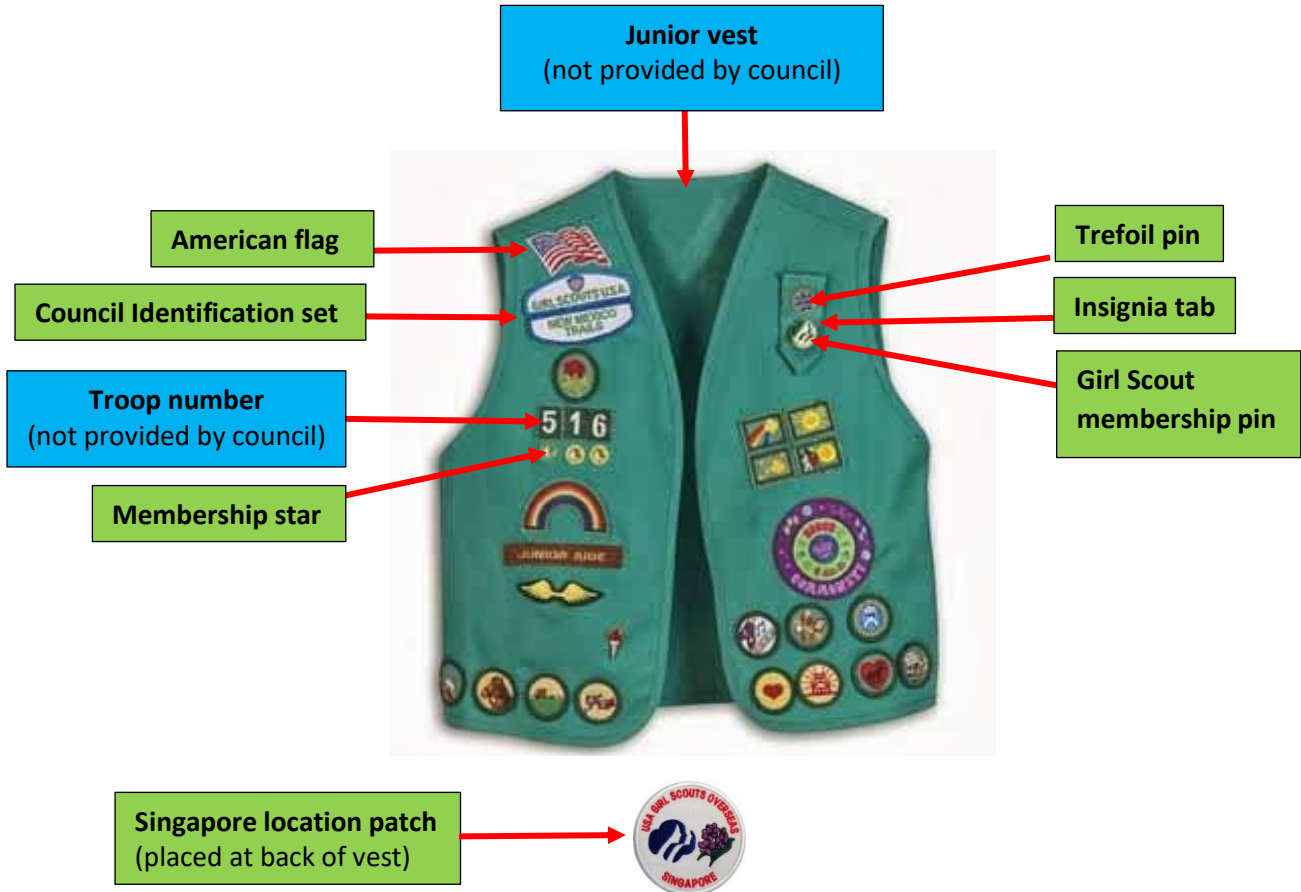 Junior vest
(not provided by council)
American flag
Council Identification set
Troop number
(not provided by council)
Membership star
GIRL SCOUTS USA
NEW MEXICO
TRAILS
516
JUNIOR AIDE
Trefoil pin
Insignia tab
Girl Scout
membership pin
Singapore location patch
(placed at back of vest)
USA GIRL SCOUTS OVERSEAS
SINGAPORE